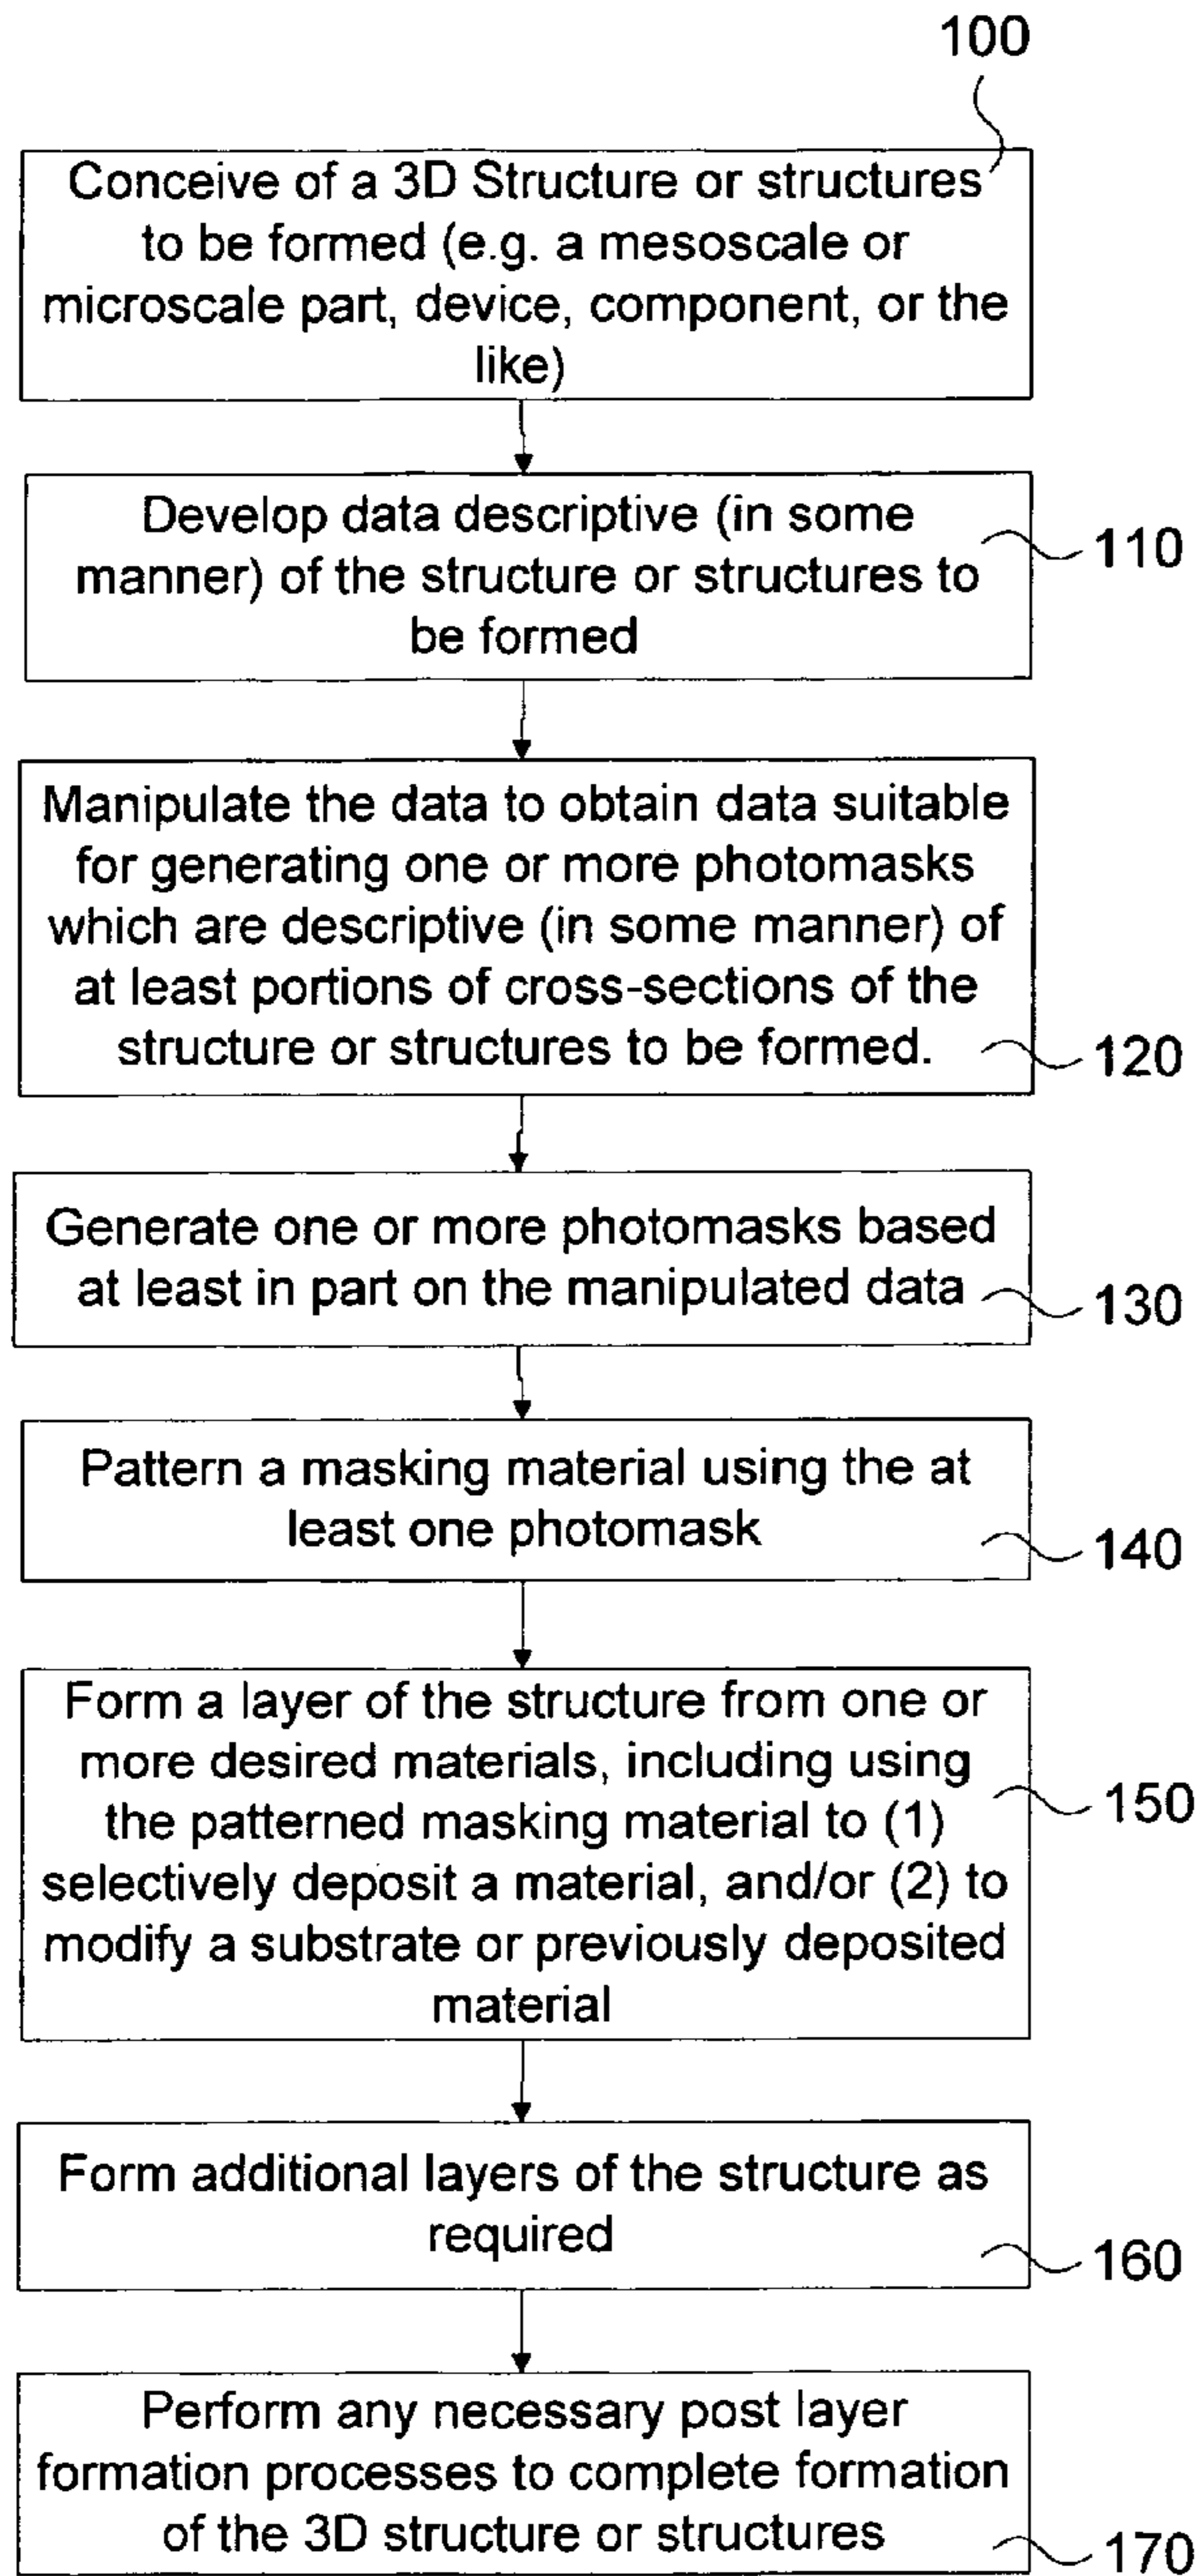 100
Conceive of a 3D Structure or structures
to be formed (e.g. a mesoscale or
microscale part, device, component, or the
like)
Develop data descriptive (in some
manner) of the structure or structures to
be formed
110
Manipulate the data to obtain data suitable
for generating one or more photomasks
which are descriptive (in some manner) of
at least portions of cross-sections of the
structure or structures to be formed.
120
Generate one or more photomasks based
at least in part on the manipulated data
130
Pattern a masking material using the at
least one photomask
140
Form a layer of the structure from one or
more desired materials, including using
the patterned masking material to (1)
selectively deposit a material, and/or (2) to
modify a substrate or previously deposited
material
150
Form additional layers of the structure as
required
160
Perform any necessary post layer
formation processes to complete formation
of the 3D structure or structures
170